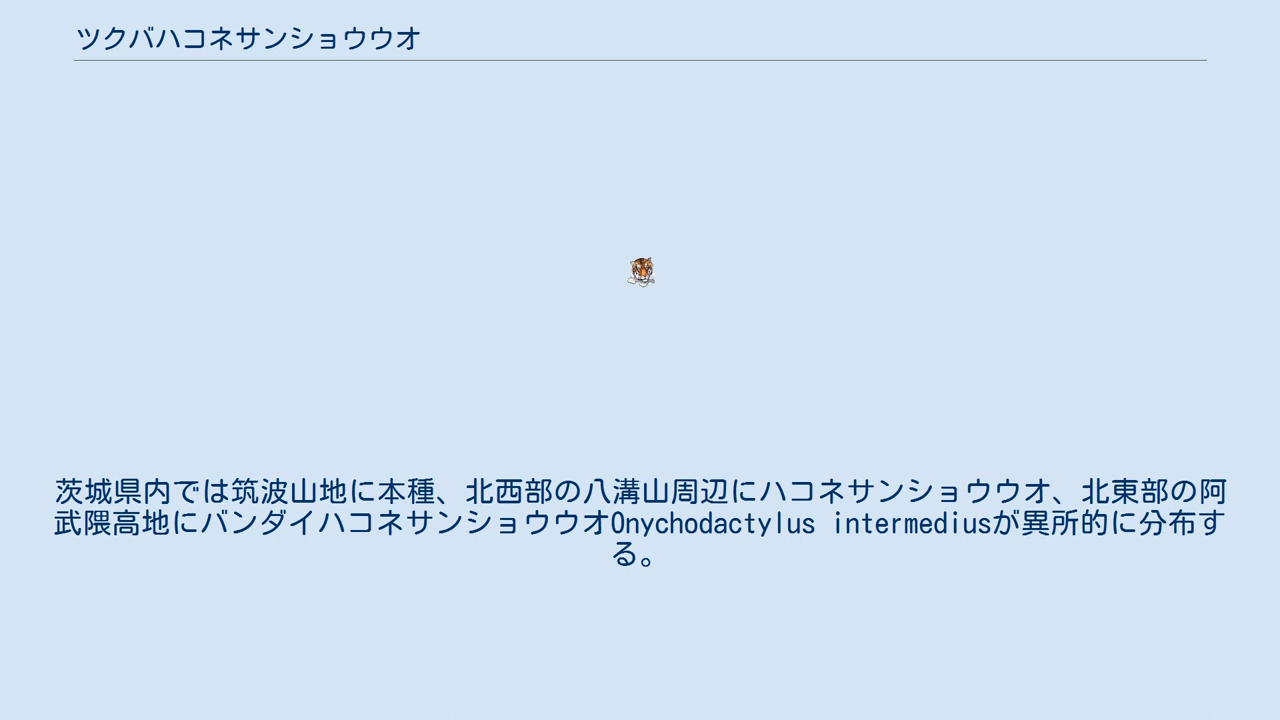 ツクバハコネサンショウウオ
茨城県内では筑波山地に本種、北西部の八溝山周辺にハコネサンショウウオ、北東部の阿
武隈高地にバンダイハコネサンショウウオOnychodactylus intermediusが異所的に分布す
る。